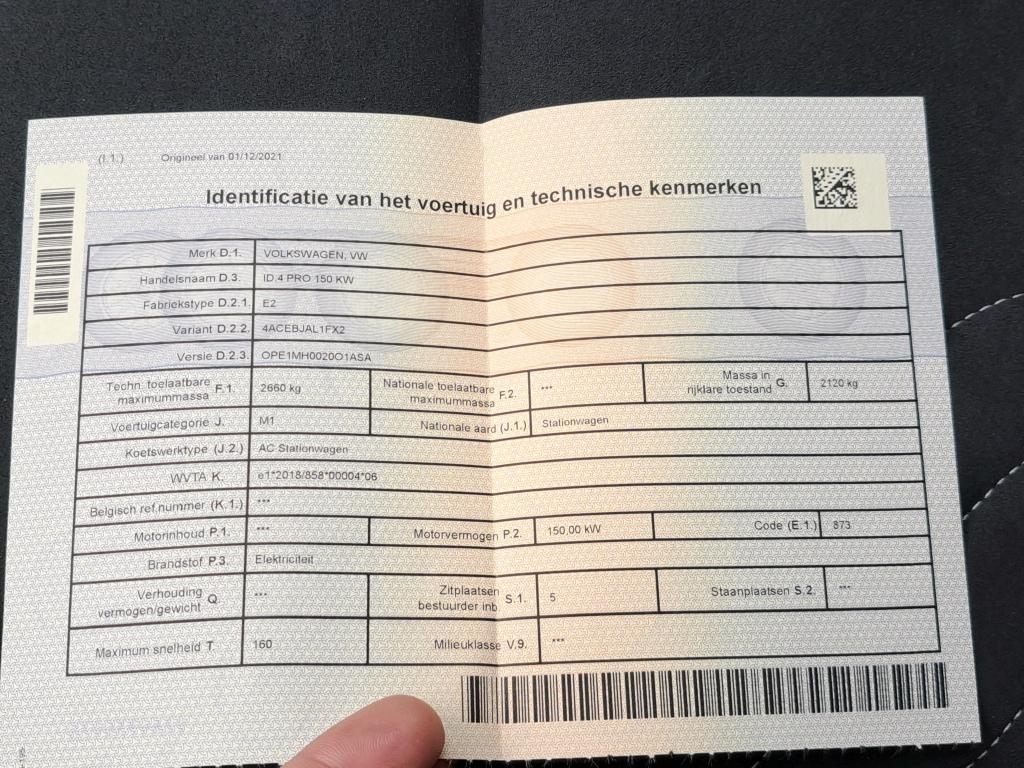 (I.1.) Origineel van 01/12/2021
Identificatie van het voertuig en technische kenmerken
Merk D.1. VOLKSWAGEN, VW
Handelsnaam D.3. ID.4 PRO 150 KW
Fabriekstype D.2.1. E2
Variant D.2.2. 4ACEBJAL1FX2
Versie D.2.3. OPE1MH0020O1ASA
Techn. toelaatbare maximummassa F.1. 2660 kg Nationale toelaatbare maximummassa F.2. *** Massa in rijklare toestand G. 2120 kg
Voertuigcategorie J. M1 Nationale aard (J.1.) Stationwagen
Koetswerktype (J.2.) AC Stationwagen
WVTA K. e1*2018/858*00004*06
Belgisch ref.nummer (K.1.) ***
Motorinhoud P.1. *** Motorvermogen P.2. 150,00 kW Code (E.1.) 873
Brandstof P.3. Elektriciteit
Verhouding vermogen/gewicht Q. *** Zitplaatsen bestuurder inb. S.1. 5 Staanplaatsen S.2. ***
Maximum snelheid T. 160 Milieuklasse V.9. ***